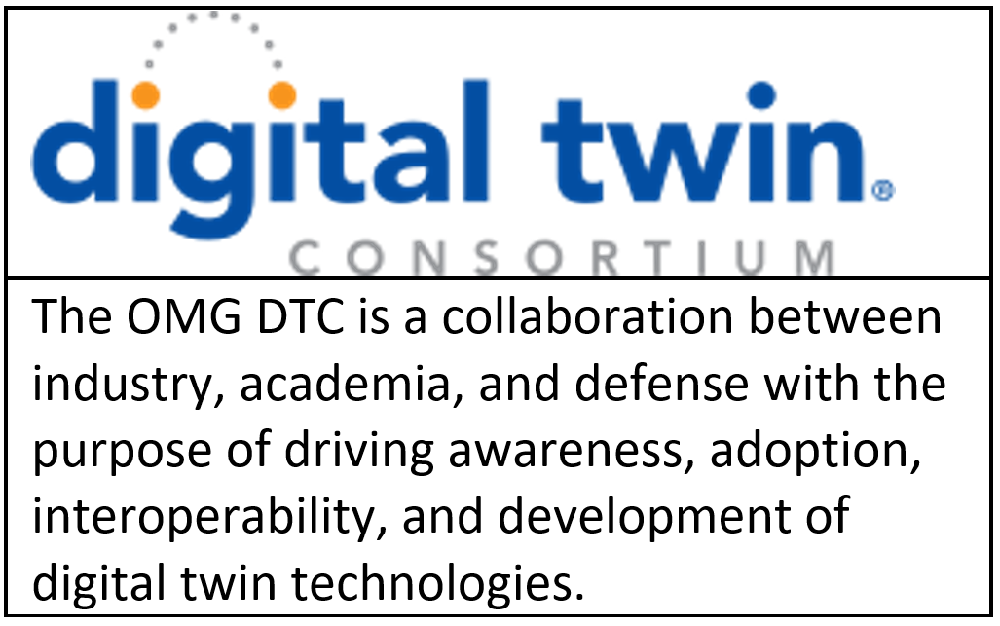 digital twin®
CONSORTIUM
The OMG DTC is a collaboration between
industry, academia, and defense with the
purpose of driving awareness, adoption,
interoperability, and development of
digital twin technologies.